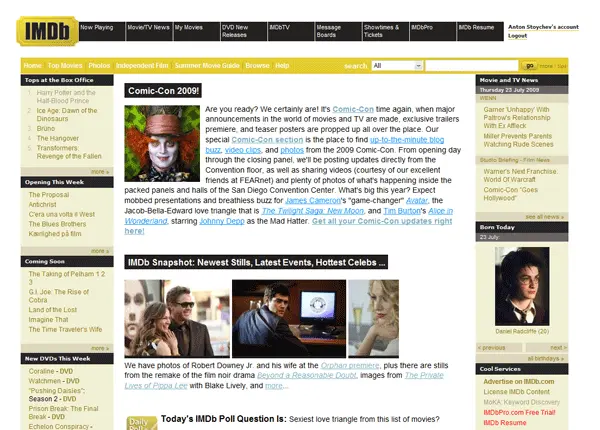 IMDb
Now Playing
Movie/TV News
My Movies
DVD New
Releases
IMDbTV
Message
Boards
Showtimes &
Tickets
IMDbPro
IMDb Resume
Anton Stoychev's account
Logout
Home Top Movies Photos Independent Film Summer Movie Guide Browse Help
search All
more tips
Tops at the Box Office
1. Harry Potter and the
Half-Blood Prince
2. Ice Age: Dawn of the
Dinosaurs
3. Brüno
4. The Hangover
5. Transformers:
Revenge of the Fallen
more »
Opening This Week
The Proposal
Antichrist
C'era una volta il West
The Blues Brothers
Kærlighed på film
more »
Coming Soon
The Taking of Pelham 1 2
3
G.I. Joe: The Rise of
Cobra
Land of the Lost
Imagine That
The Time Traveler's Wife
more »
New DVDs This Week
Coraline - DVD
Watchmen - DVD
"Pushing Daisies":
Season 2 - DVD
Prison Break: The Final
Break - DVD
Echelon Conspiracy -
Comic-Con 2009!
Are you ready? We certainly are! It's Comic-Con time again, when major
announcements in the world of movies and TV are made, exclusive trailers
premiere, and teaser posters are propped up all over the place. Our
special Comic-Con section is the place to find up-to-the-minute blog
buzz, video clips, and photos from the 2009 Comic-Con. From opening day
through the closing panel, we'll be posting updates directly from the
Convention floor, as well as sharing videos (courtesy of our excellent
friends at FEARnet) and plenty of photos of what's happening inside the
packed panels and halls of the San Diego Convention Center. What's big this year? Expect
mobbed presentations and breathless buzz for James Cameron's "game-changer" Avatar, the
Jacob-Bella-Edward love triangle that is The Twilight Saga: New Moon, and Tim Burton's Alice in
Wonderland, starring Johnny Depp as the Mad Hatter. Get all your Comic-Con updates right
here!
IMDb Snapshot: Newest Stills, Latest Events, Hottest Celebs ...
We have photos of Robert Downey Jr. and his wife at the Orphan premiere, plus there are stills
from the remake of the film noir drama Beyond a Reasonable Doubt, images from The Private
Lives of Pippa Lee with Blake Lively, and more...
Daily
Poll
Today's IMDb Poll Question Is: Sexiest love triangle from this list of movies?
Movie and TV News
Thursday 23 July 2009
WENN
Garner 'Unhappy' With
Paltrow's Relationship
With Ex Affleck
Miller Prevents Parents
Watching Rude Scenes
Studio Briefing - Film News
Warner's Next Franchise
World Of Warcraft
Comic-Con "Goes
Hollywood"
see all news »
Born Today
23 July:
Daniel Radcliffe (20)
< previous
next >
all birthdays »
Cool Services
Advertise on IMDb.com
License IMDb Content
MoKA: Keyword Discovery
IMDbPro.com Free Trial!
IMDb Resume